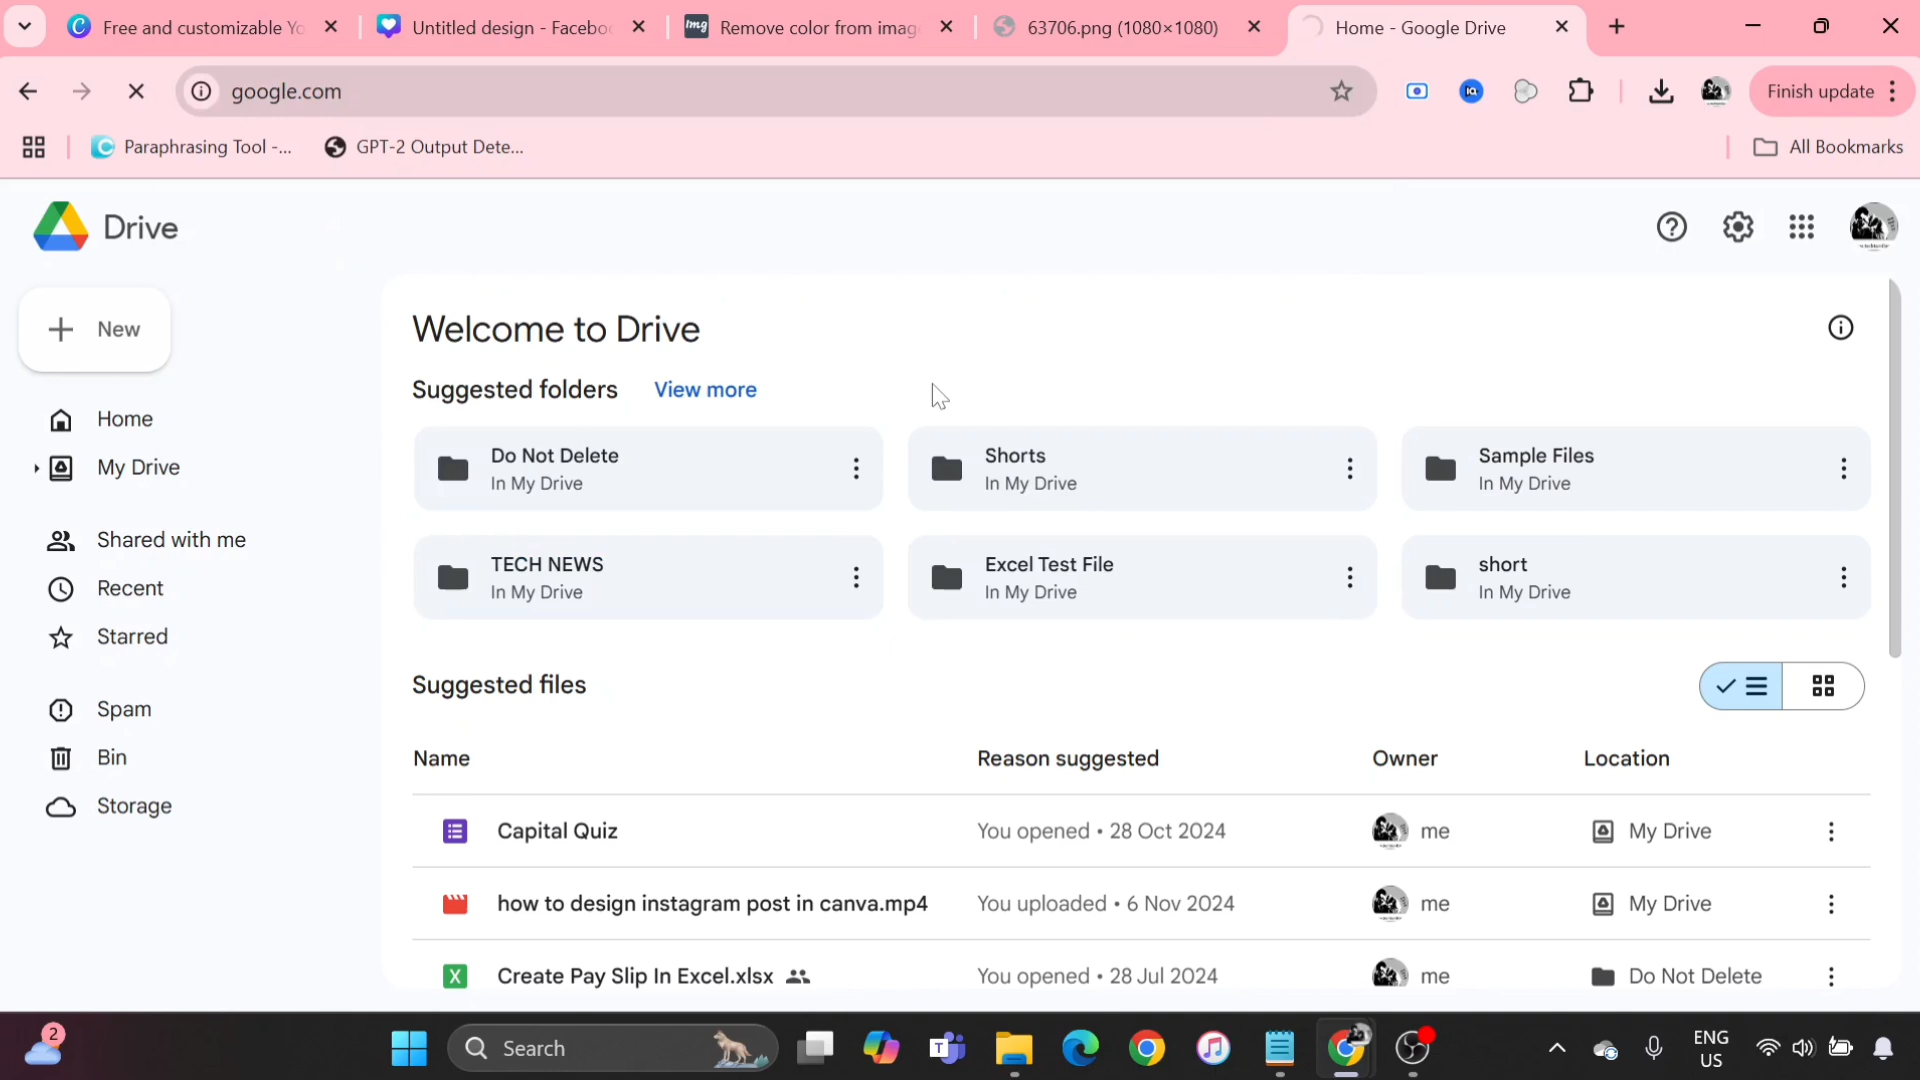 Free and customizable Yo
Untitled design - Facebo
Remove color from imag
63706.png (1080×1080)
Home - Google Drive
google.com
Finish update
Paraphrasing Tool -...
GPT-2 Output Dete...
All Bookmarks
Drive
New
Home
My Drive
Shared with me
Recent
Starred
Spam
Bin
Storage
Welcome to Drive
Suggested folders View more
Do Not Delete
In My Drive
Shorts
In My Drive
Sample Files
In My Drive
TECH NEWS
In My Drive
Excel Test File
In My Drive
short
In My Drive
Suggested files
Name Reason suggested Owner Location
Capital Quiz You opened • 28 Oct 2024 me My Drive
how to design instagram post in canva.mp4 You uploaded • 6 Nov 2024 me My Drive
Create Pay Slip In Excel.xlsx You opened • 28 Jul 2024 me Do Not Delete
2
Search
ENG
US